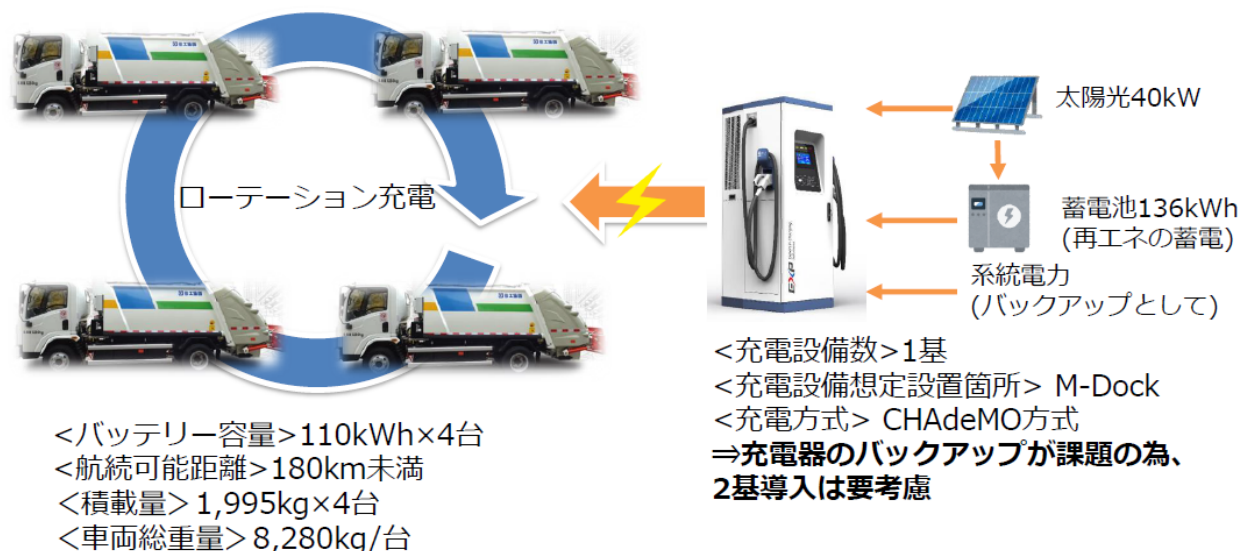 ローテーション充電
<バッテリー容量>110kWh×4台
<航続可能距離>180km未満
<積載量>1,995kg×4台
<車両総重量>8,280kg/台
太陽光40kW
蓄電池136kWh
(再エネの蓄電)
系統電力
(バックアップとして)
<充電設備数>1基
<充電設備想定設置箇所> M-Dock
<充電方式> CHAdeMO方式
⇒充電器のバックアップが課題の為、
2基導入は要考慮